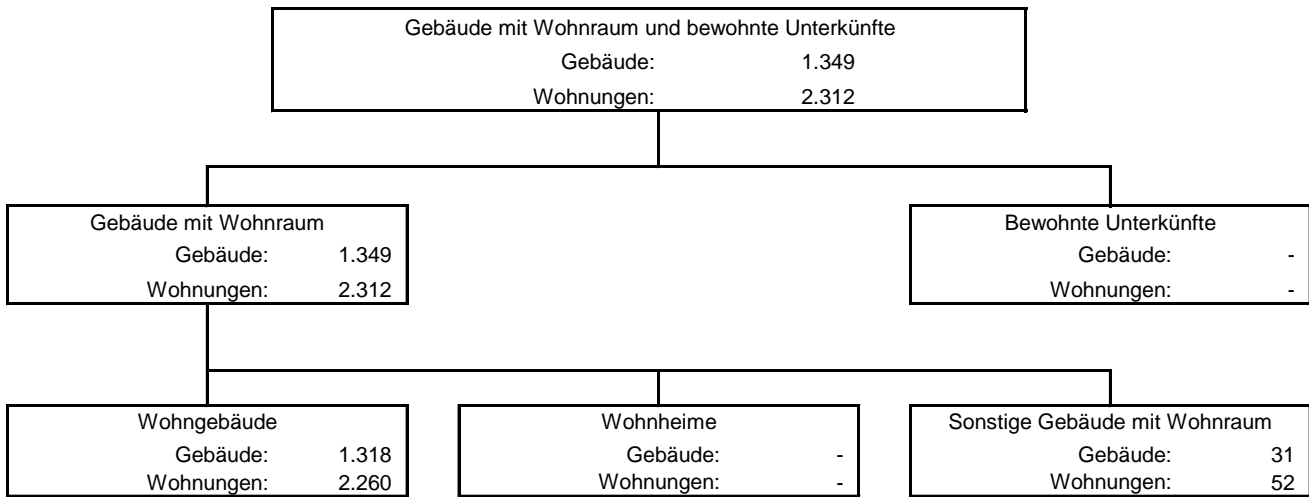 Gebäude mit Wohnraum und bewohnte Unterkünfte
Gebäude: 1.349
Wohnungen: 2.312
Gebäude mit Wohnraum
Gebäude: 1.349
Wohnungen: 2.312
Bewohnte Unterkünfte
Gebäude: -
Wohnungen: -
Wohngebäude
Gebäude: 1.318
Wohnungen: 2.260
Wohnheime
Gebäude: -
Wohnungen: -
Sonstige Gebäude mit Wohnraum
Gebäude: 31
Wohnungen: 52